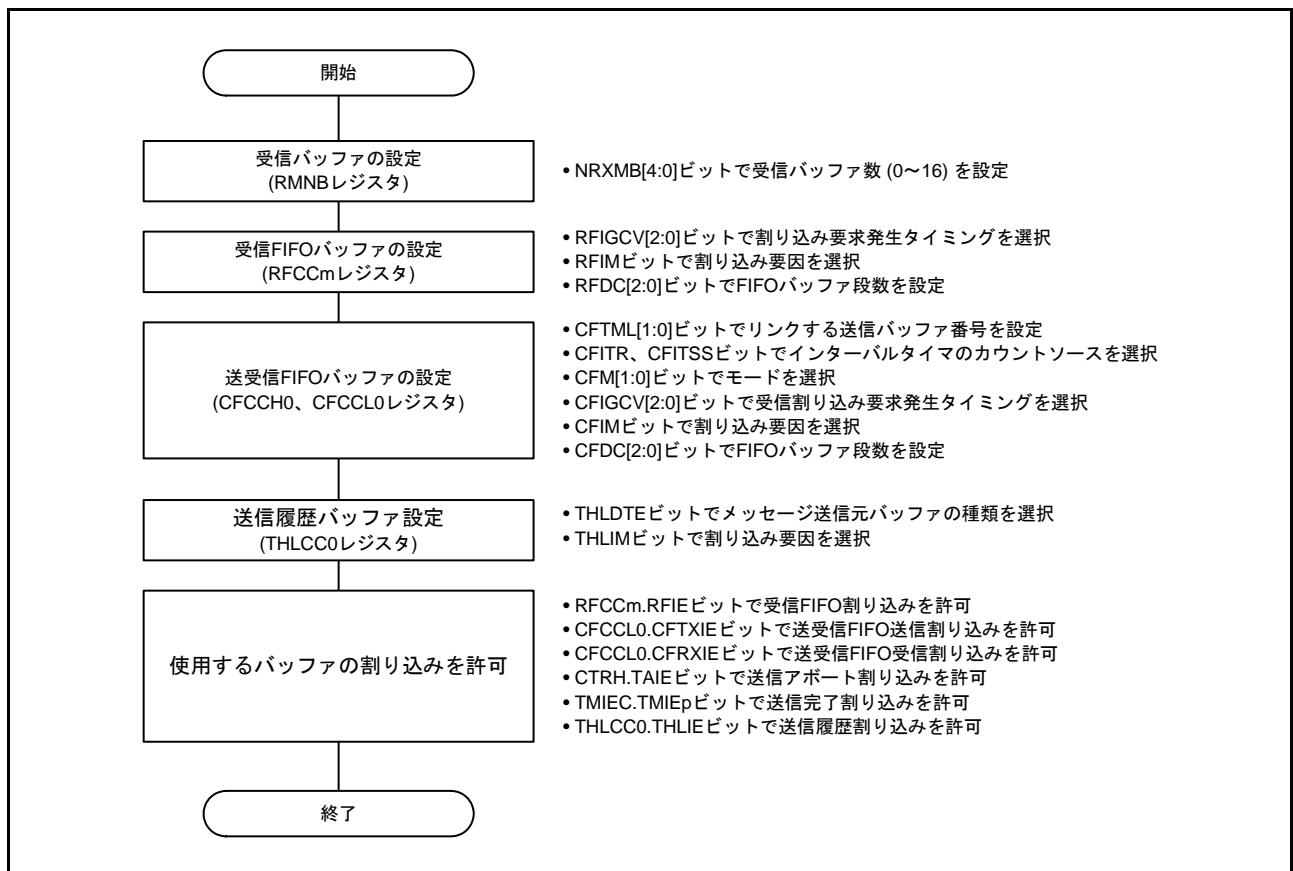 開始
受信バッファの設定
(RMNBレジスタ)
• NRXMB[4:0]ビットで受信バッファ数 (0～16) を設定
受信FIFOバッファの設定
(RFCCmレジスタ)
• RFIGCV[2:0]ビットで割り込み要求発生タイミングを選択
• RFIMビットで割り込み要因を選択
• RFDC[2:0]ビットでFIFOバッファ段数を設定
送受信FIFOバッファの設定
(CFCCH0、CFCCL0レジスタ)
• CFTML[1:0]ビットでリンクする送信バッファ番号を設定
• CFITR、CFITSSビットでインターバルタイマのカウントソースを選択
• CFM[1:0]ビットでモードを選択
• CFIGCV[2:0]ビットで受信割り込み要求発生タイミングを選択
• CFIMビットで割り込み要因を選択
• CFDC[2:0]ビットでFIFOバッファ段数を設定
送信履歴バッファ設定
(THLCC0レジスタ)
• THLDTEビットでメッセージ送信元バッファの種類を選択
• THLIMビットで割り込み要因を選択
使用するバッファの割り込みを許可
• RFCCm.RFIEビットで受信FIFO割り込みを許可
• CFCCL0.CFTXIEビットで送受信FIFO送信割り込みを許可
• CFCCL0.CFRXIEビットで送受信FIFO受信割り込みを許可
• CTRH.TAIEビットで送信アボート割り込みを許可
• TMIEC.TMIEpビットで送信完了割り込みを許可
• THLCC0.THLIEビットで送信履歴割り込みを許可
終了